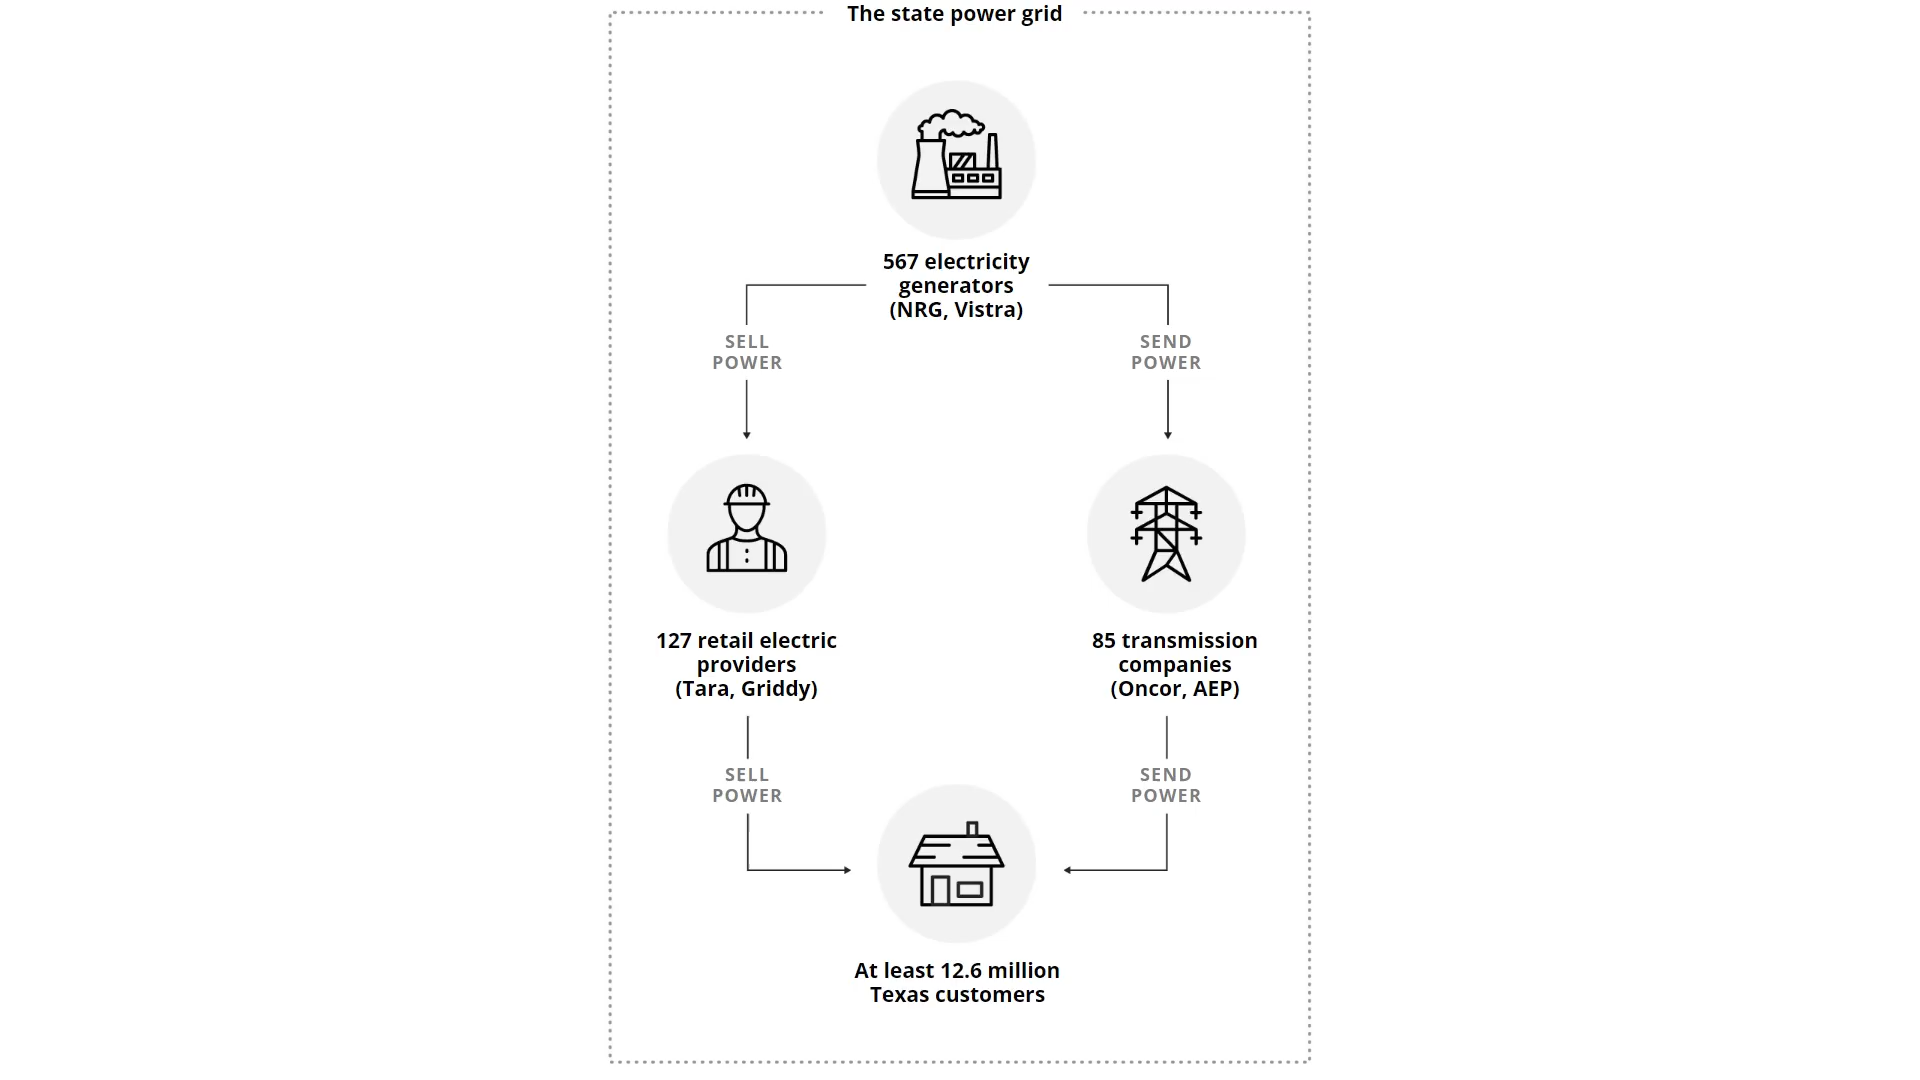 The state power grid
567 electricity
generators
(NRG, Vistra)
SELL
POWER
SEND
POWER
127 retail electric
providers
(Tara, Griddy)
85 transmission
companies
(Oncor, AEP)
SELL
POWER
SEND
POWER
At least 12.6 million
Texas customers